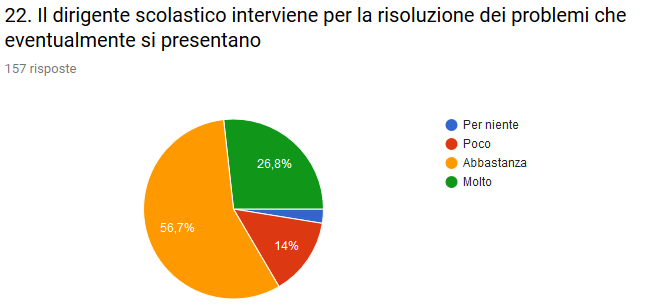 22. Il dirigente scolastico interviene per la risoluzione dei problemi che
eventualmente si presentano
157 risposte
Per niente
Poco
Abbastanza
Molto
26,8%
56,7%
14%